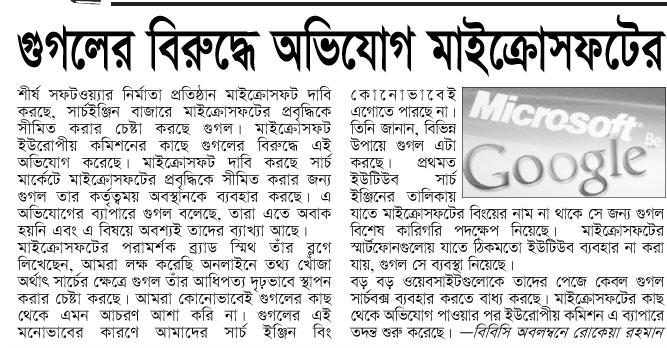 গুগলের বিরুদ্ধে অভিযোগ মাইক্রোসফটের
শীর্ষ সফটওয়্যার নির্মাতা প্রতিষ্ঠান মাইক্রোসফট দাবি
করছে, সার্চইঞ্জিন বাজারে মাইক্রোসফটের প্রবৃদ্ধিকে
সীমিত করার চেষ্টা করছে গুগল। মাইক্রোসফট
ইউরোপীয় কমিশনের কাছে গুগলের বিরুদ্ধে এই
অভিযোগ করেছে। মাইক্রোসফট দাবি করছে সার্চ
মার্কেটে মাইক্রোসফটের প্রবৃদ্ধিকে সীমিত করার জন্য
গুগল তার কর্তৃত্বময় অবস্থানকে ব্যবহার করছে। এ
অভিযোগের ব্যাপারে গুগল বলেছে, তারা এতে অবাক
হয়নি এবং এ বিষয়ে অবশ্যই তাদের ব্যাখ্যা আছে।
মাইক্রোসফটের পরামর্শক ব্র্যাড স্মিথ তাঁর ব্লগে
লিখেছেন, আমরা লক্ষ করেছি অনলাইনে তথ্য খোঁজা
অর্থাৎ সার্চের ক্ষেত্রে গুগল তাঁর আধিপত্য দৃঢ়ভাবে স্থাপন
করার চেষ্টা করছে। আমরা কোনোভাবেই গুগলের কাছ
থেকে এমন আচরণ আশা করি না। গুগলের এই
মনোভাবের কারণে আমাদের সার্চ ইঞ্জিন বিং
কোনোভাবেই
এগোতে পারছে না।
তিনি জানান, বিভিন্ন
উপায়ে গুগল এটা
করছে। প্রথমত
ইউটিউব সার্চ
ইঞ্জিনের তালিকায়
যাতে মাইক্রোসফটের বিংয়ের নাম না থাকে সে জন্য গুগল
বিশেষ কারিগরি পদক্ষেপ নিয়েছে। মাইক্রোসফটের
স্মার্টফোনগুলোয় যাতে ঠিকমতো ইউটিউব ব্যবহার না করা
যায়, গুগল সে ব্যবস্থা নিয়েছে।
বড় বড় ওয়েবসাইটগুলোকে তাদের পেজে কেবল গুগল
সার্চবক্স ব্যবহার করতে বাধ্য করছে। মাইক্রোসফটের কাছ
থেকে অভিযোগ পাওয়ার পর ইউরোপীয় কমিশন এ ব্যাপারে
তদন্ত শুরু করেছে। —বিবিসি অবলম্বনে রোকেয়া রহমান
Microsoft
Be
Google